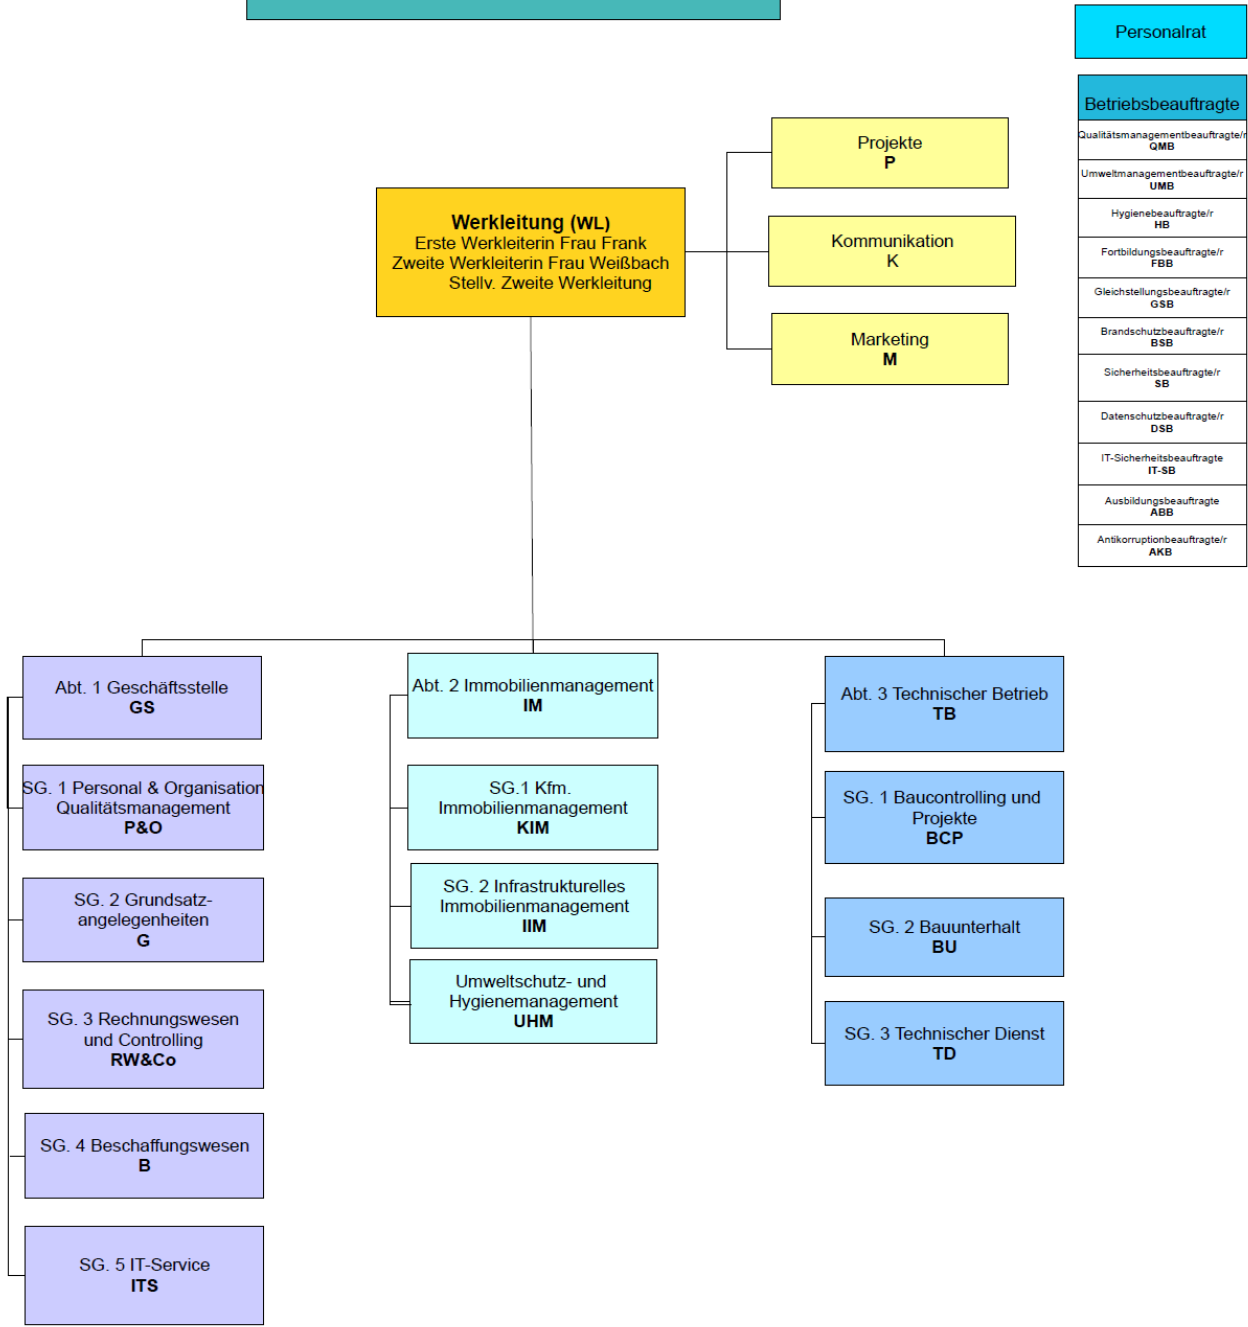 Personalrat
Betriebsbeauftragte
Qualitätsmanagementbeauftragte/r
QMB
Umweltmanagementbeauftragte/r
UMB
Hygienebeauftragte/r
HB
Fortbildungsbeauftragte/r
FBB
Gleichstellungsbeauftragte/r
GSB
Brandschutzbeauftragte/r
BSB
Sicherheitsbeauftragte/r
SB
Datenschutzbeauftragte/r
DSB
IT-Sicherheitsbeauftragte
IT-SB
Ausbildungsbeauftragte
ABB
Antikorruptionbeauftragte/r
AKB
Projekte
P
Kommunikation
K
Marketing
M
Werkleitung (WL)
Erste Werkleiterin Frau Frank
Zweite Werkleiterin Frau Weißbach
Stellv. Zweite Werkleitung
Abt. 1 Geschäftsstelle
GS
SG. 1 Personal & Organisation
Qualitätsmanagement
P&O
SG. 2 Grundsatz-
angelegenheiten
G
SG. 3 Rechnungswesen
und Controlling
RW&Co
SG. 4 Beschaffungswesen
B
SG. 5 IT-Service
ITS
Abt. 2 Immobilienmanagement
IM
SG.1 Kfm.
Immobilienmanagement
KIM
SG. 2 Infrastrukturelles
Immobilienmanagement
IIM
Umweltschutz- und
Hygienemanagement
UHM
Abt. 3 Technischer Betrieb
TB
SG. 1 Baucontrolling und
Projekte
BCP
SG. 2 Bauunterhalt
BU
SG. 3 Technischer Dienst
TD